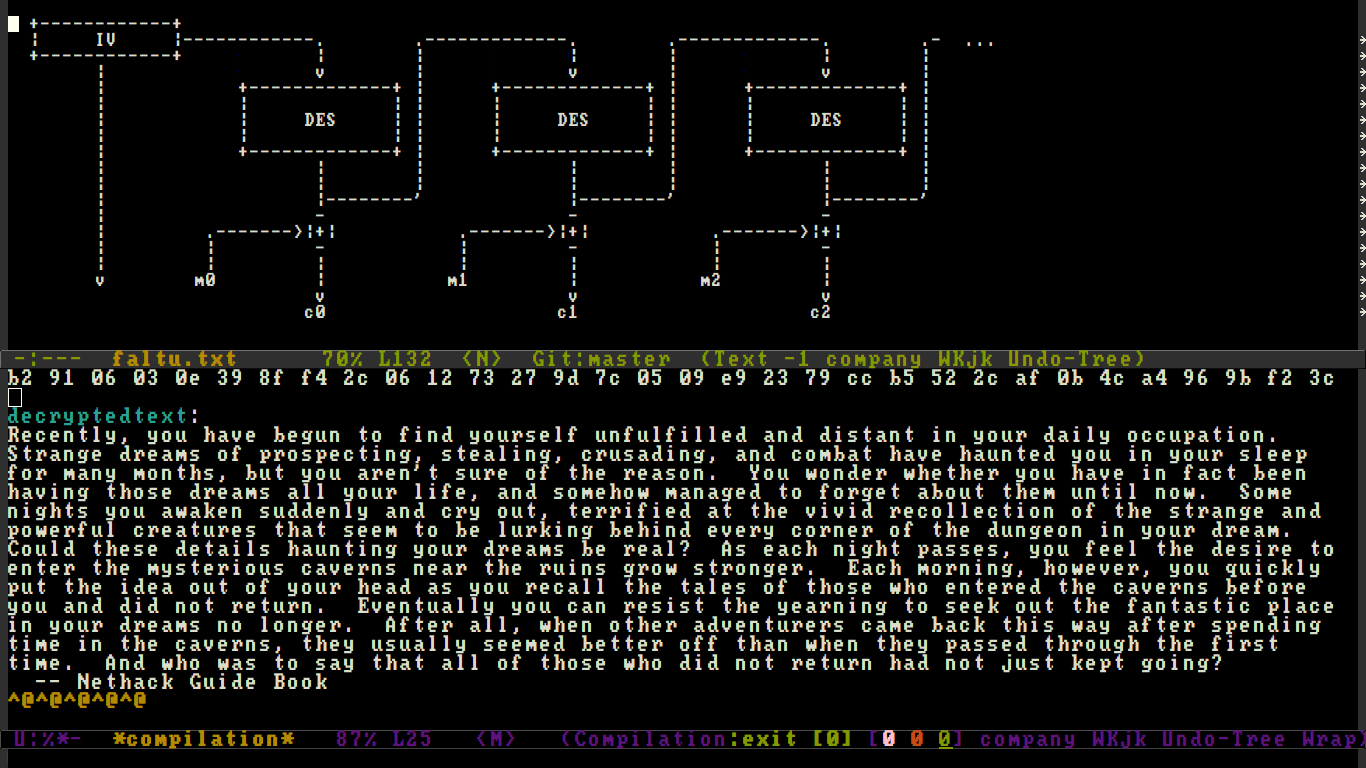 IV
...
DES DES DES
m0 m1 m2
c0 c1 c2
-:--- faltu.txt 70% L132 <N> Git:master (Text -1 company WKjk Undo-Tree)
b2 91 06 03 0e 39 8f f4 2c 06 12 73 27 9d 7c 05 09 e9 23 79 cc b5 52 2c af 0b 4c a4 96 9b f2 3c
decryptedtext:
Recently, you have begun to find yourself unfulfilled and distant in your daily occupation.
Strange dreams of prospecting, stealing, crusading, and combat have haunted you in your sleep
for many months, but you aren't sure of the reason.  You wonder whether you have in fact been
having those dreams all your life, and somehow managed to forget about them until now.  Some
nights you awaken suddenly and cry out, terrified at the vivid recollection of the strange and
powerful creatures that seem to be lurking behind every corner of the dungeon in your dream.
Could these details haunting your dreams be real?  As each night passes, you feel the desire to
enter the mysterious caverns near the ruins grow stronger.  Each morning, however, you quickly
put the idea out of your head as you recall the tales of those who entered the caverns before
you and did not return.  Eventually you can resist the yearning to seek out the fantastic place
in your dreams no longer.  After all, when other adventurers came back this way after spending
time in the caverns, they usually seemed better off than when they passed through the first
time.  And who was to say that all of those who did not return had not just kept going?
-- Nethack Guide Book
^@^@^@^@^@
U:%*- *compilation* 87% L25 <M> (Compilation:exit [0] [0 0 0] company WKjk Undo-Tree Wrap)